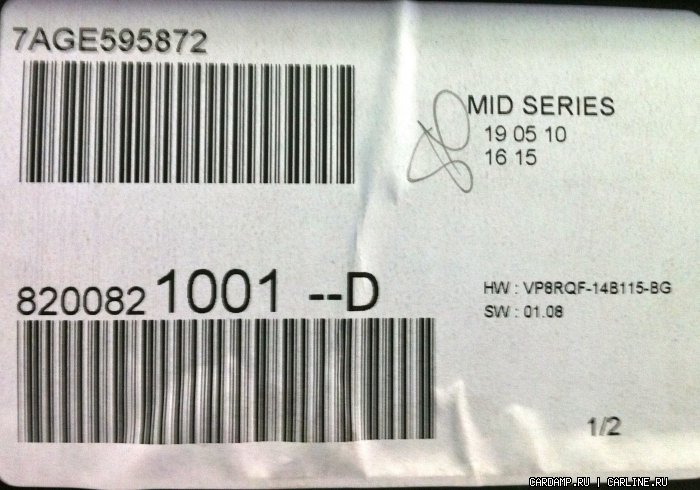 7AGE595872
MID SERIES
19 05 10
16 15
8200821001 --D
HW : VP8RQF-14B115-BG
SW : 01.08
1/2
CARDAMP.RU | CARLINE.RU